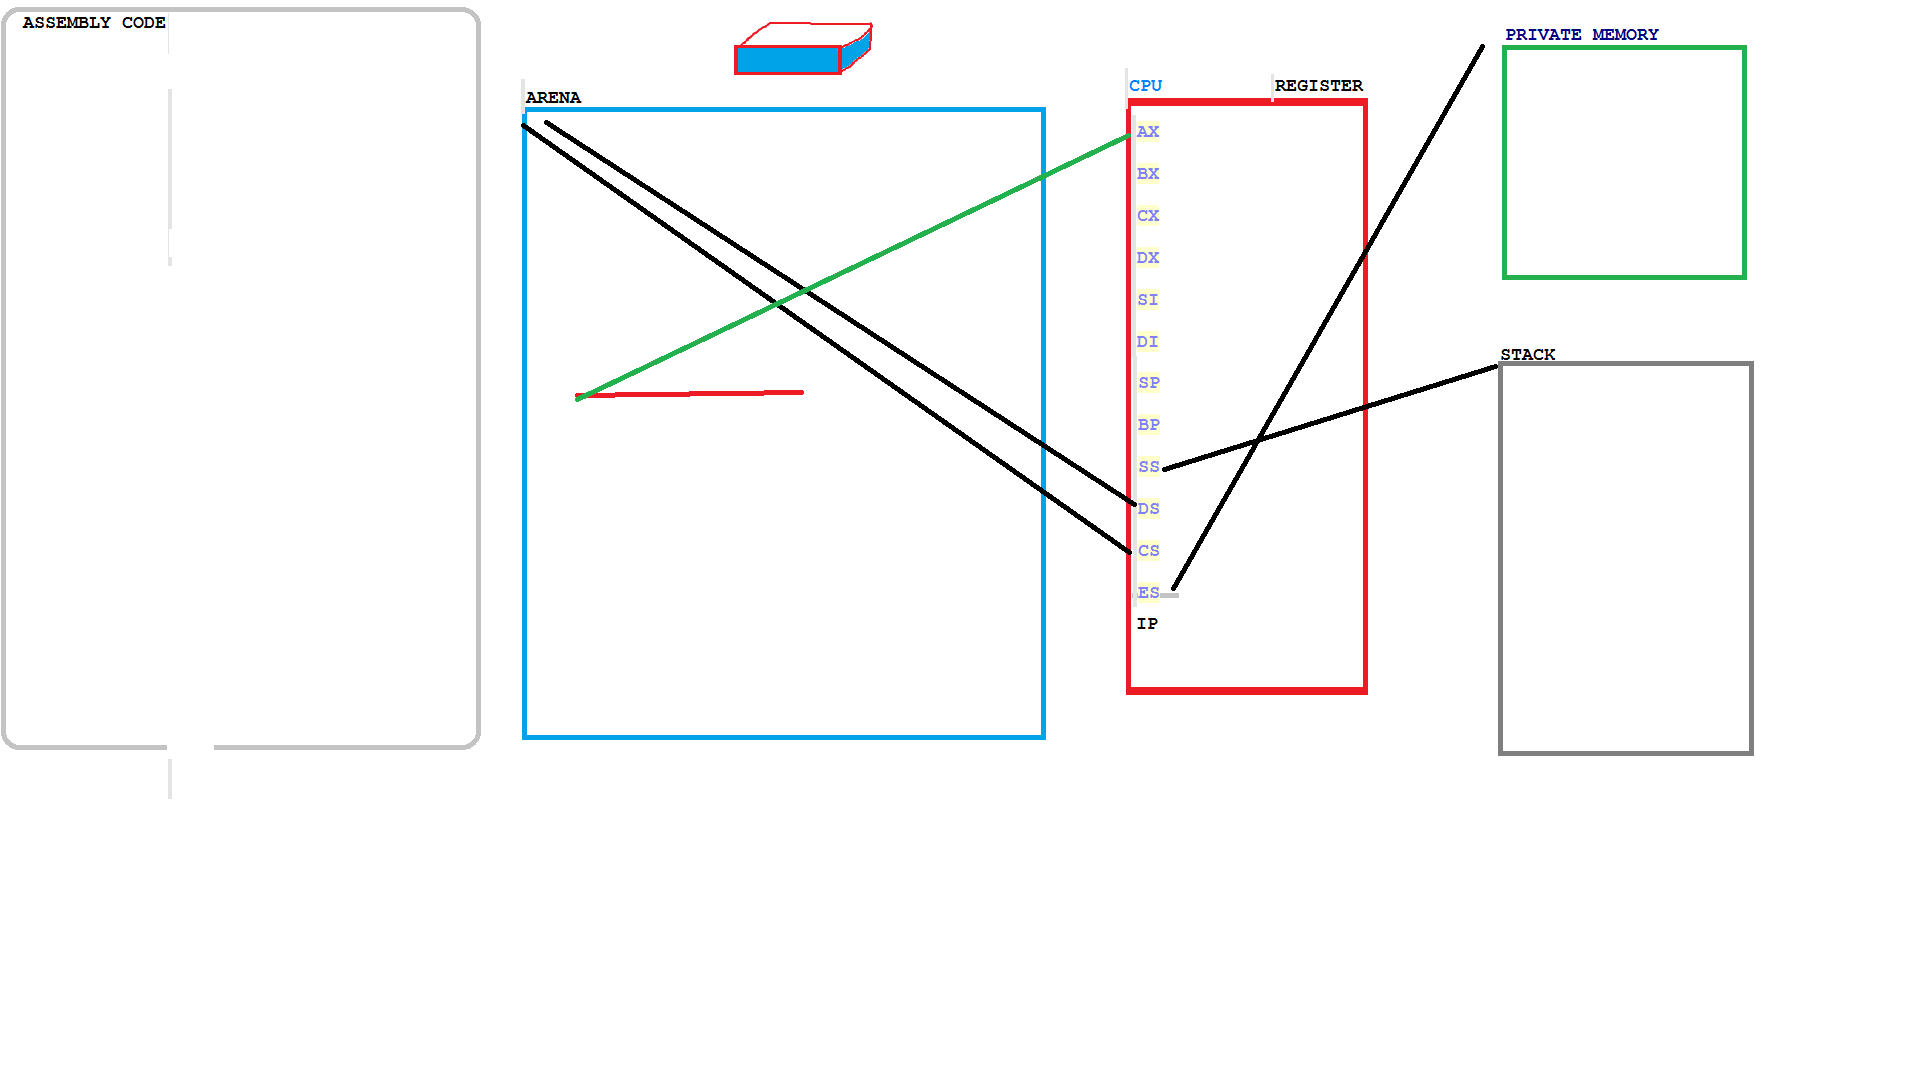 ASSEMBLY CODE
ARENA
CPU
REGISTER
AX
BX
CX
DX
SI
DI
SP
BP
SS
DS
CS
ES
IP
PRIVATE MEMORY
STACK